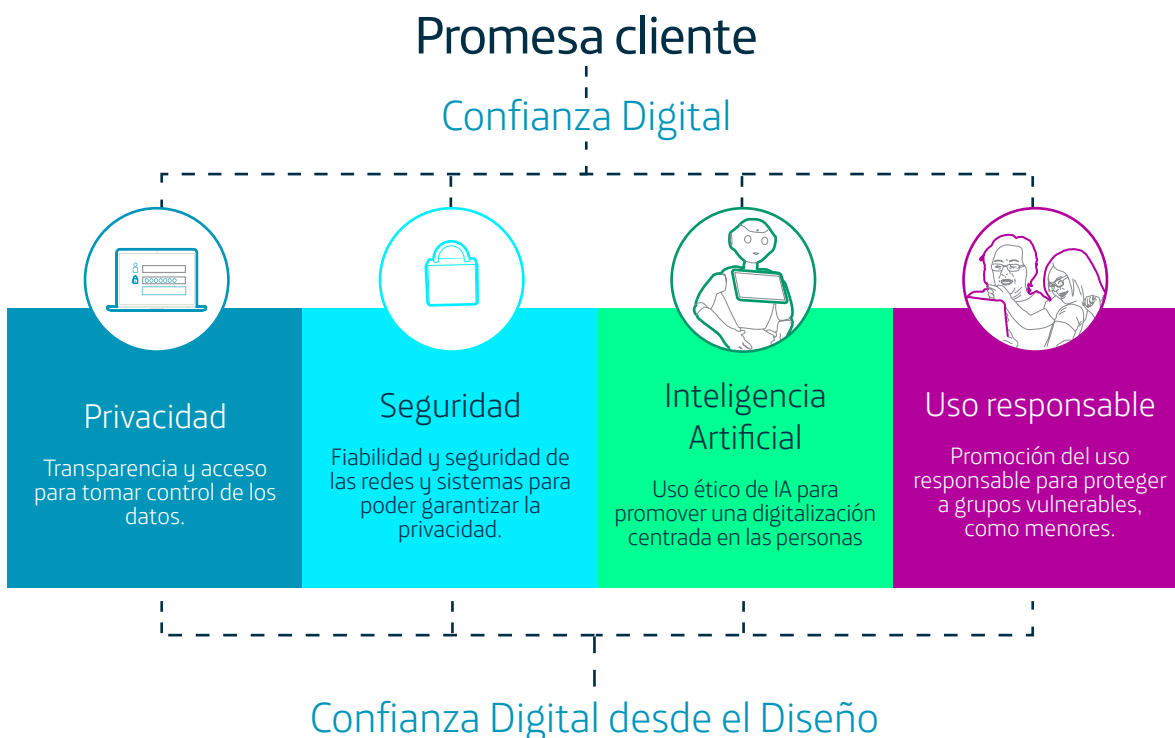 Promesa cliente
Confianza Digital
Privacidad
Transparencia y acceso
para tomar control de los
datos.
Seguridad
Fiabilidad y seguridad de
las redes y sistemas para
poder garantizar la
privacidad.
Inteligencia
Artificial
Uso ético de IA para
promover una digitalización
centrada en las personas
Uso responsable
Promoción del uso
responsable para proteger
a grupos vulnerables,
como menores.
Confianza Digital desde el Diseño